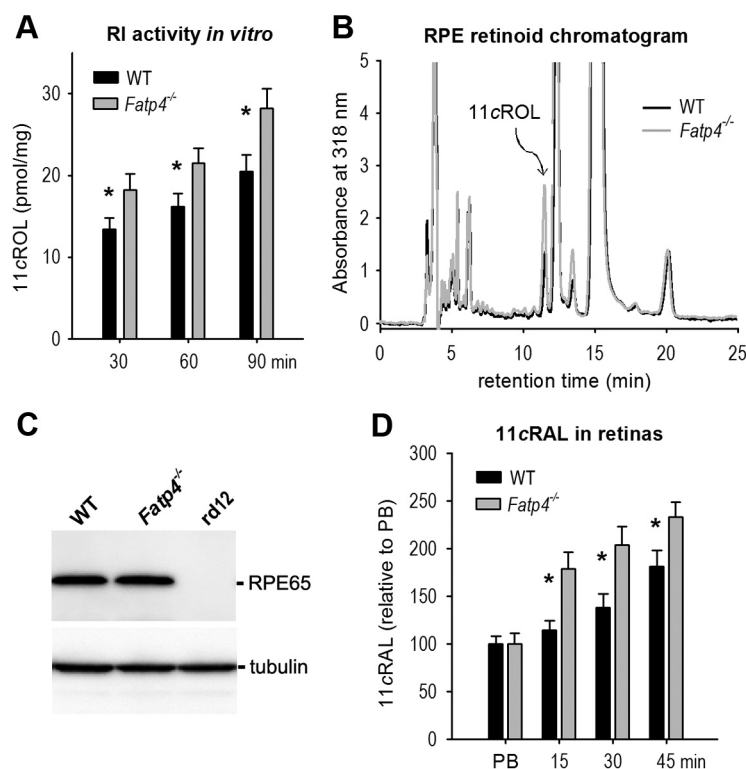 A
RI activity in vitro
WT
Fatp4-/-
11cROL (pmol/mg)
30
20
10
0
30 60 90 min
B
RPE retinoid chromatogram
11cROL
WT
Fatp4-/-
Absorbance at 318 nm
5
4
3
2
1
0
0 5 10 15 20 25
retention time (min)
C
WT Fatp4-/- rd12
RPE65
tubulin
D
11cRAL in retinas
WT
Fatp4-/-
11cRAL (relative to PB)
300
250
200
150
100
50
0
PB 15 30 45 min